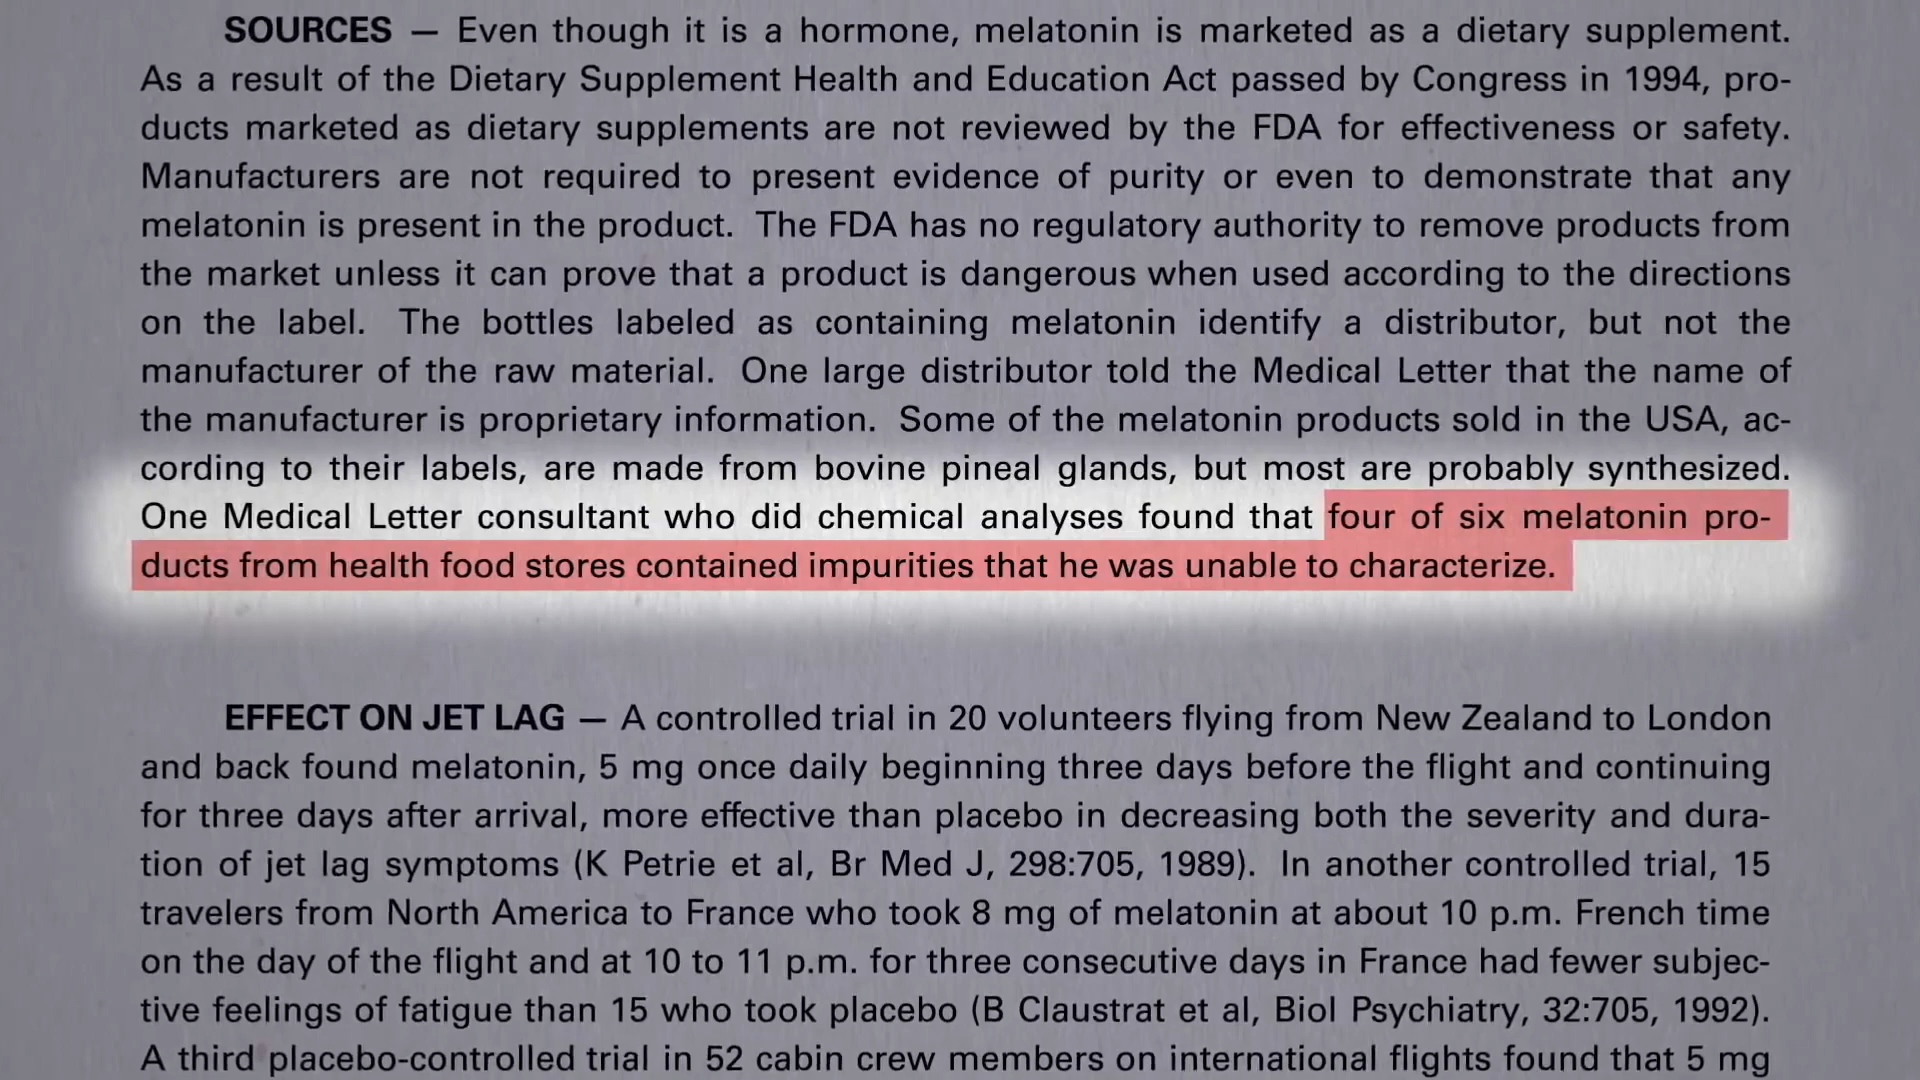 SOURCES — Even though it is a hormone, melatonin is marketed as a dietary supplement.
As a result of the Dietary Supplement Health and Education Act passed by Congress in 1994, pro-
ducts marketed as dietary supplements are not reviewed by the FDA for effectiveness or safety.
Manufacturers are not required to present evidence of purity or even to demonstrate that any
melatonin is present in the product. The FDA has no regulatory authority to remove products from
the market unless it can prove that a product is dangerous when used according to the directions
on the label. The bottles labeled as containing melatonin identify a distributor, but not the
manufacturer of the raw material. One large distributor told the Medical Letter that the name of
the manufacturer is proprietary information. Some of the melatonin products sold in the USA, ac-
cording to their labels, are made from bovine pineal glands, but most are probably synthesized.
One Medical Letter consultant who did chemical analyses found that four of six melatonin pro-
ducts from health food stores contained impurities that he was unable to characterize.
EFFECT ON JET LAG — A controlled trial in 20 volunteers flying from New Zealand to London
and back found melatonin, 5 mg once daily beginning three days before the flight and continuing
for three days after arrival, more effective than placebo in decreasing both the severity and dura-
tion of jet lag symptoms (K Petrie et al, Br Med J, 298:705, 1989). In another controlled trial, 15
travelers from North America to France who took 8 mg of melatonin at about 10 p.m. French time
on the day of the flight and at 10 to 11 p.m. for three consecutive days in France had fewer subjec-
tive feelings of fatigue than 15 who took placebo (B Claustrat et al, Biol Psychiatry, 32:705, 1992).
A third placebo-controlled trial in 52 cabin crew members on international flights found that 5 mg